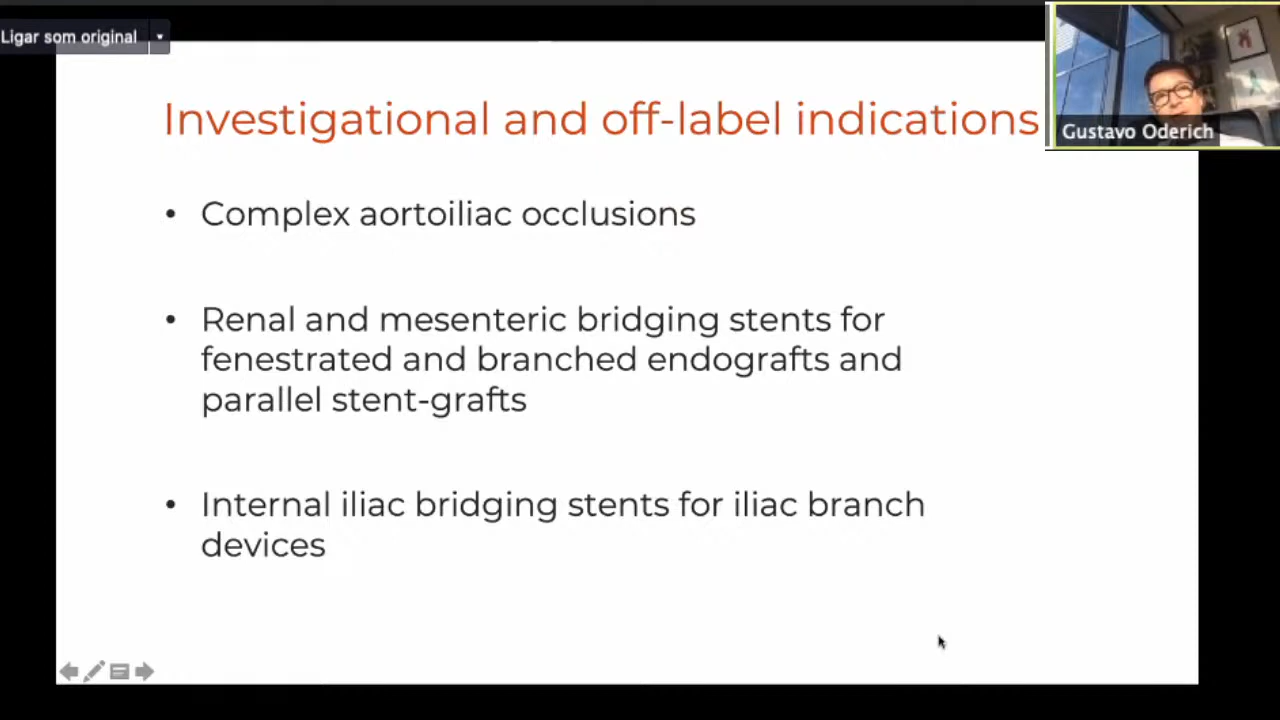 Ligar som original
Investigational and off-label indications
Gustavo Oderich
• Complex aortoiliac occlusions
• Renal and mesenteric bridging stents for
fenestrated and branched endografts and
parallel stent-grafts
• Internal iliac bridging stents for iliac branch
devices